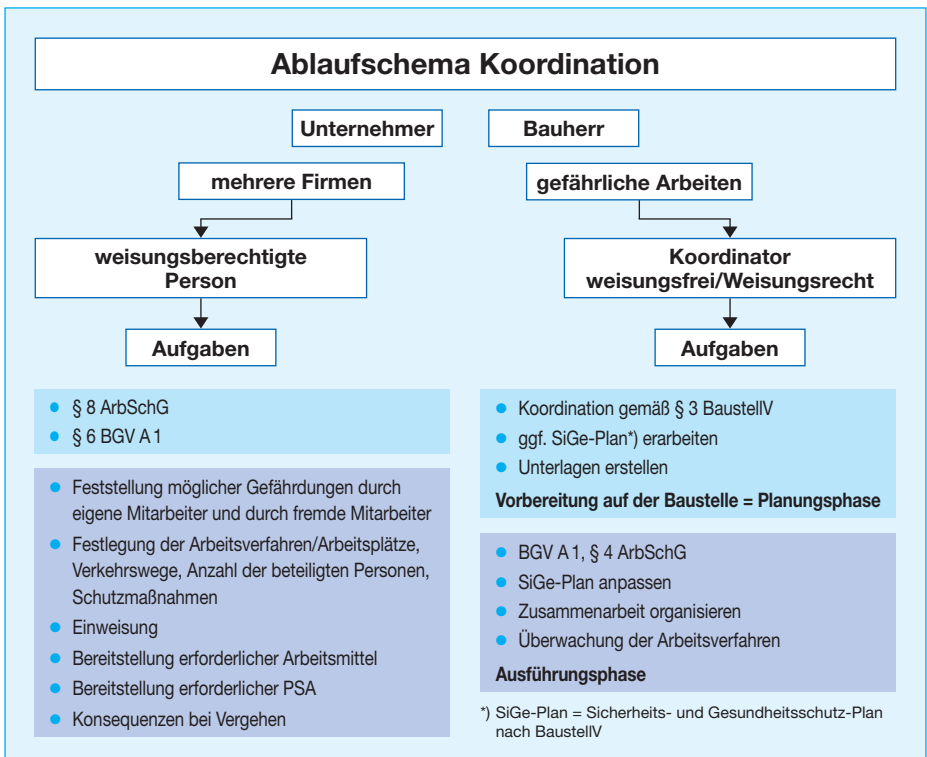 Ablaufschema Koordination
Unternehmer
Bauherr
mehrere Firmen
gefährliche Arbeiten
weisungsberechtigte
Person
Koordinator
weisungsfrei/Weisungsrecht
Aufgaben
Aufgaben
• § 8 ArbSchG
• § 6 BGV A 1
• Feststellung möglicher Gefährdungen durch
eigene Mitarbeiter und durch fremde Mitarbeiter
• Festlegung der Arbeitsverfahren/Arbeitsplätze,
Verkehrswege, Anzahl der beteiligten Personen,
Schutzmaßnahmen
• Einweisung
• Bereitstellung erforderlicher Arbeitsmittel
• Bereitstellung erforderlicher PSA
• Konsequenzen bei Vergehen
• Koordination gemäß § 3 BaustellV
• ggf. SiGe-Plan*) erarbeiten
• Unterlagen erstellen
Vorbereitung auf der Baustelle = Planungsphase
• BGV A 1, § 4 ArbSchG
• SiGe-Plan anpassen
• Zusammenarbeit organisieren
• Überwachung der Arbeitsverfahren
Ausführungsphase
*) SiGe-Plan = Sicherheits- und Gesundheitsschutz-Plan
nach BaustellV